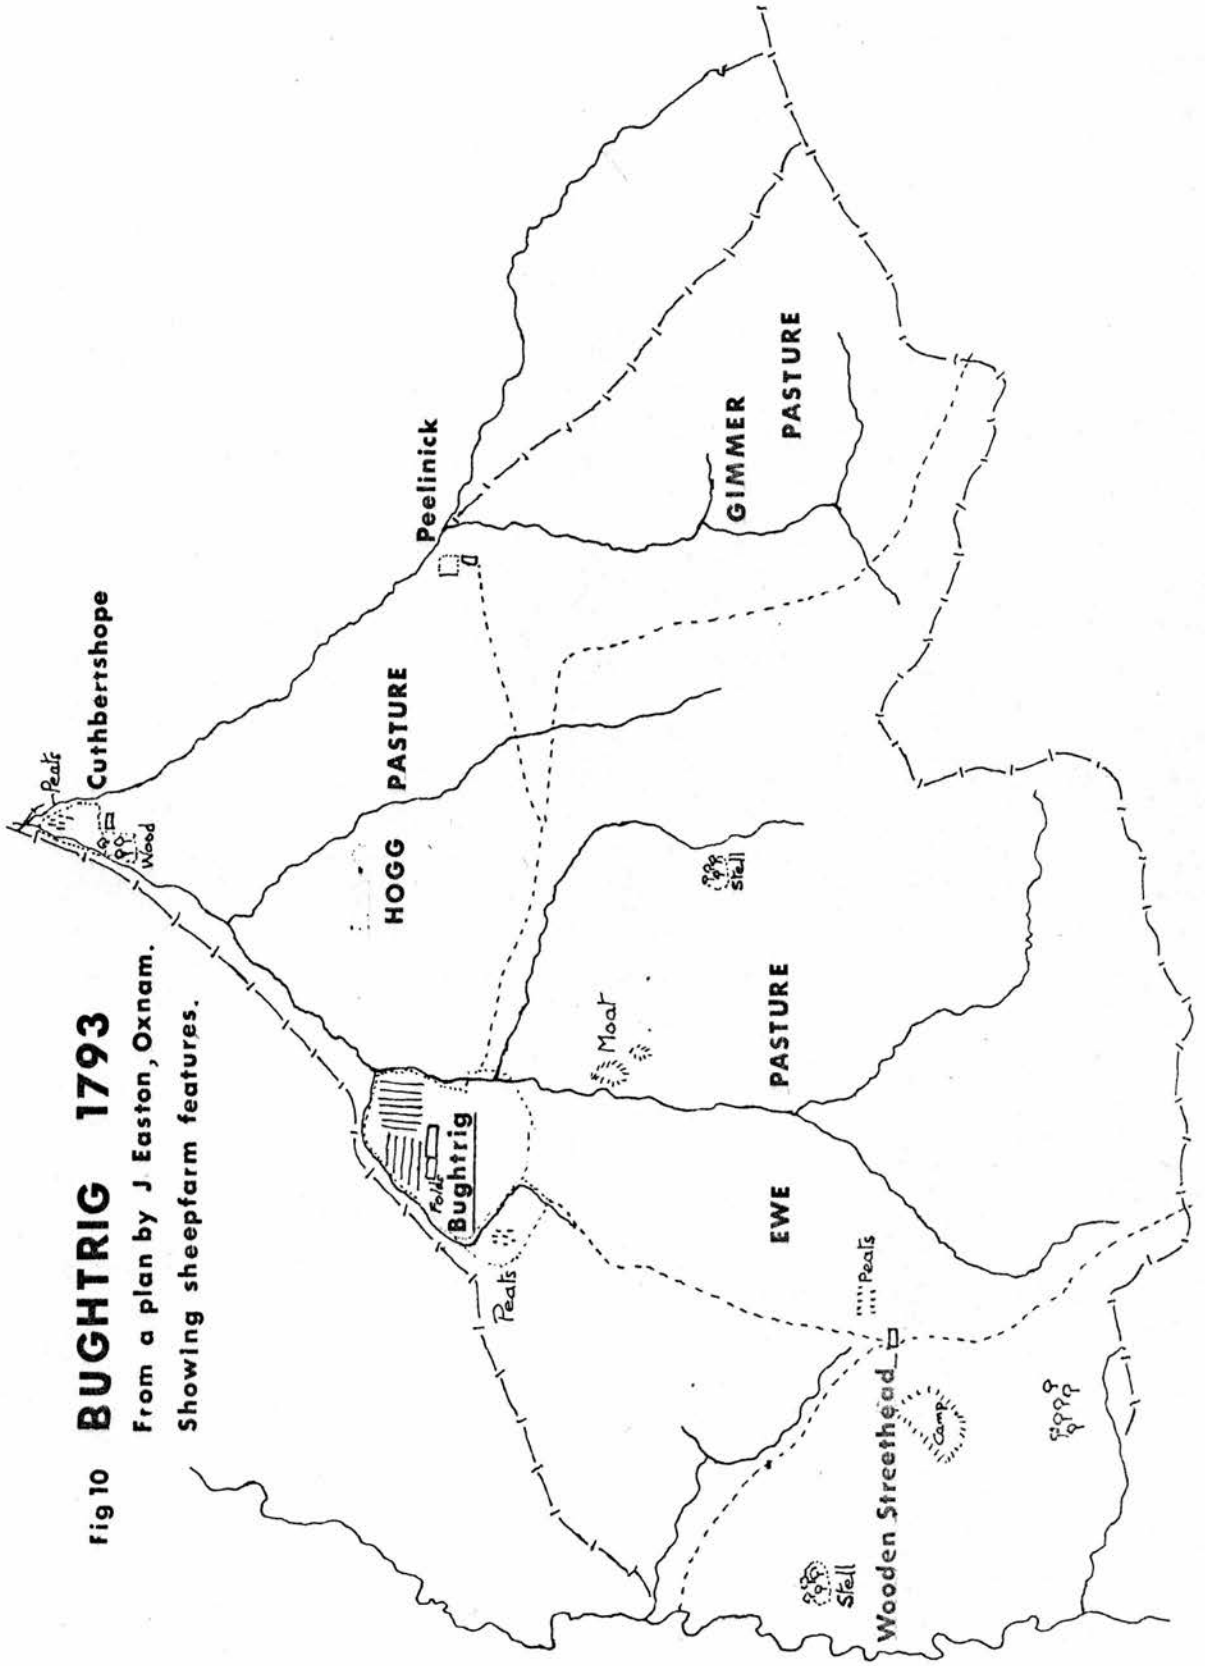 Fig 10 BUGHTRIG 1793
From a plan by J Easton, Oxnam.
Showing sheepfarm features.
Peats
Cuthbertshope
Wood
Peelinick
HOGG PASTURE
GIMMER
PASTURE
Folds
Bughtrig
Peats
Moat
Stell
EWE PASTURE
Peats
Wooden Streethead
Camp
Stell